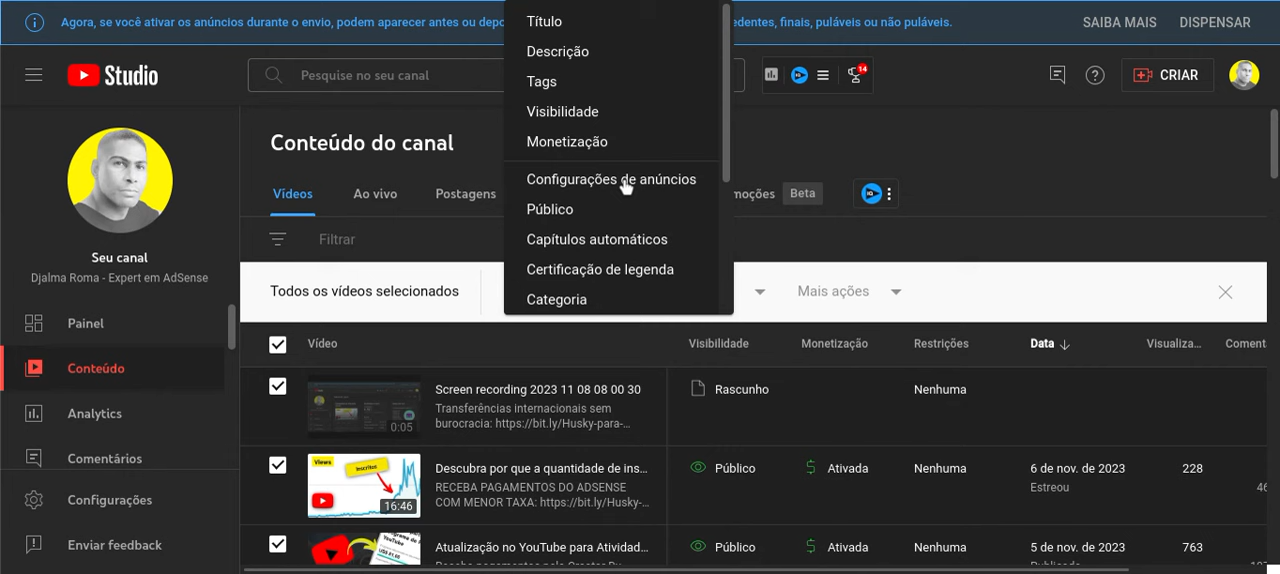 Agora, se você ativar os anúncios durante o envio, podem aparecer antes ou depo
edentes, finais, puláveis ou não puláveis.
SAIBA MAIS
DISPENSAR
Studio
Pesquise no seu canal
14
CRIAR
Título
Descrição
Tags
Visibilidade
Monetização
Configurações de anúncios
Público
Capítulos automáticos
Certificação de legenda
Categoria
Seu canal
Djalma Roma - Expert em AdSense
Painel
Conteúdo
Analytics
Comentários
Configurações
Enviar feedback
Conteúdo do canal
Vídeos
Ao vivo
Postagens
moções
Beta
IQ
Filtrar
Todos os vídeos selecionados
Mais ações
Vídeo
Visibilidade
Monetização
Restrições
Data
Visualiza...
Coment
0:05
Screen recording 2023 11 08 08 00 30
Transferências internacionais sem
burocracia: https://bit.ly/Husky-para-...
Rascunho
Nenhuma
Views
Inscritos
16:46
Descubra por que a quantidade de ins...
RECEBA PAGAMENTOS DO ADSENSE
COM MENOR TAXA: https://bit.ly/Husky-...
Público
Ativada
Nenhuma
6 de nov. de 2023
Estreou
228
46
Atualização no YouTube para Atividad...
Público
Ativada
Nenhuma
5 de nov. de 2023
763